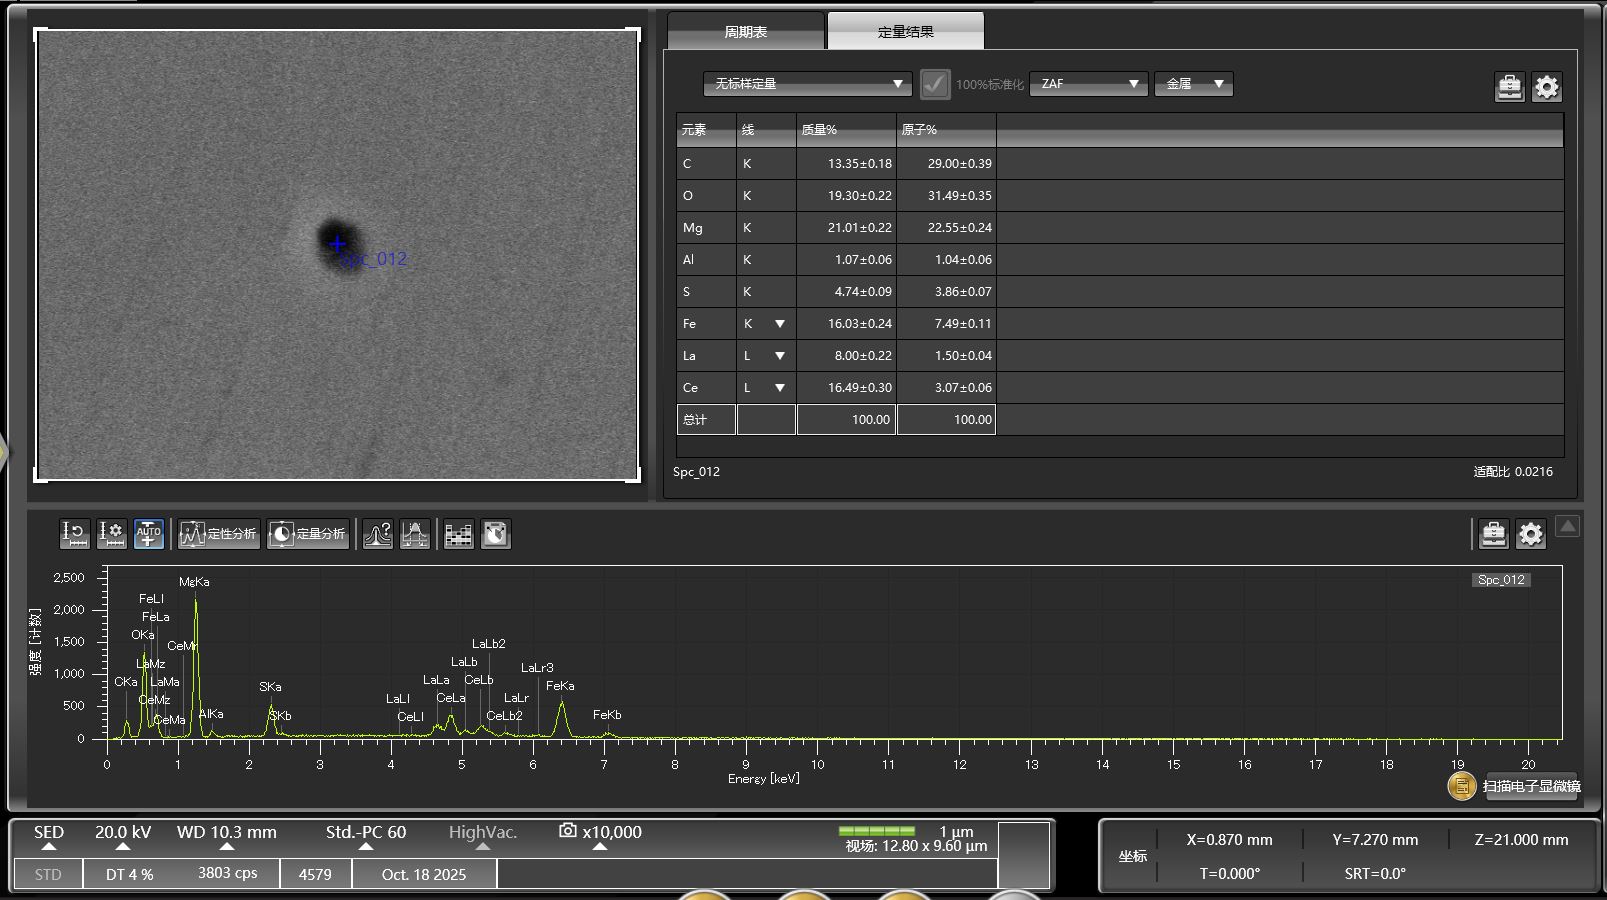 周期表
定量结果
无标样定量
100%标准化
ZAF
金属
元素 线 质量% 原子%
C K 13.35±0.18 29.00±0.39
O K 19.30±0.22 31.49±0.35
Mg K 21.01±0.22 22.55±0.24
Al K 1.07±0.06 1.04±0.06
S K 4.74±0.09 3.86±0.07
Fe K 16.03±0.24 7.49±0.11
La L 8.00±0.22 1.50±0.04
Ce L 16.49±0.30 3.07±0.06
总计 100.00 100.00
Spc_012
适配比 0.0216
Spc_012
AUTO
定性分析
定量分析
Spc_012
强度 [计数]
2,500
2,000
1,500
1,000
500
0
MgKa
FeLl
FeLa
OKa
CeMr
LaMz
CKa
LaMa
CeMz
CeMa
AlKa
SKa
SKb
LaLl
CeLl
LaLa
CeLa
LaLb
LaLb2
CeLb
LaLr
CeLb2
LaLr3
FeKa
FeKb
0 1 2 3 4 5 6 7 8 9 10 11 12 13 14 15 16 17 18 19 20
Energy [keV]
扫描电子显微镜
SED 20.0 kV WD 10.3 mm Std.-PC 60 HighVac. x10,000
1 µm
视场: 12.80 x 9.60 µm
STD DT 4 % 3803 cps 4579 Oct. 18 2025
坐标
X=0.870 mm Y=7.270 mm Z=21.000 mm
T=0.000° SRT=0.0°